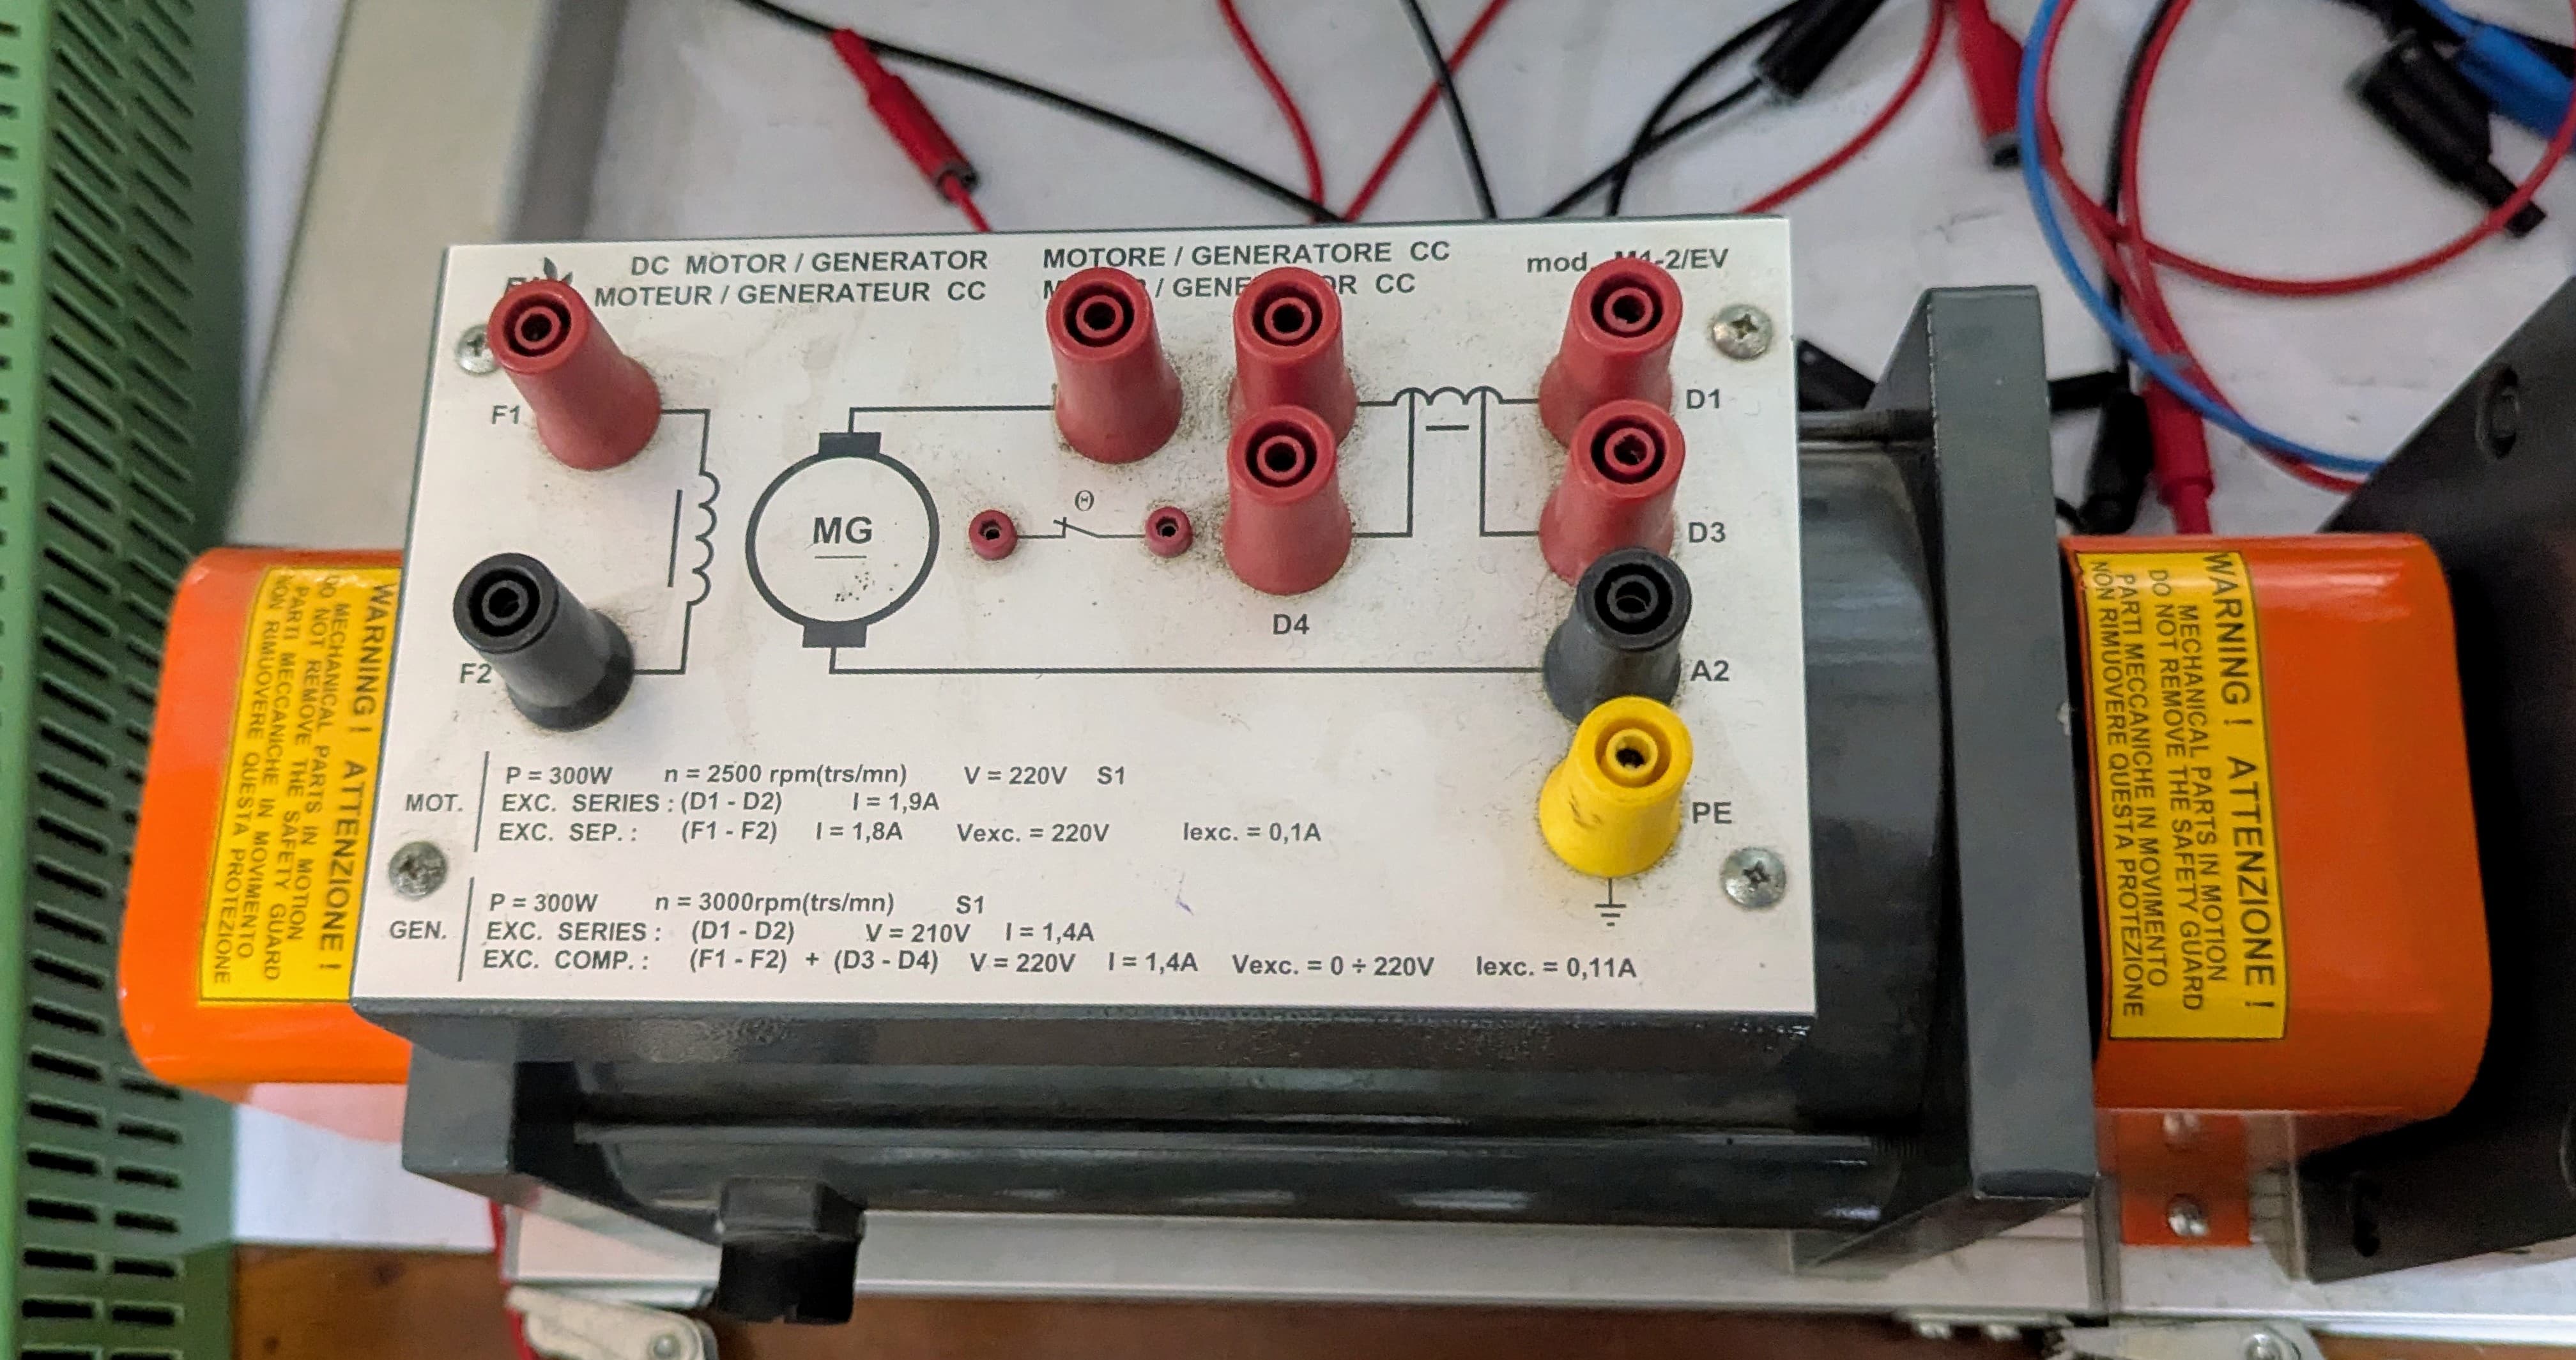 DC MOTOR / GENERATOR
MOTEUR / GENERATEUR CC
MOTORE / GENERATORE CC
/ CC
mod. M1-2/EV
F1
F2
MG
Θ
D1
D3
D4
A2
PE
MOT.
P = 300W n = 2500 rpm(trs/mn) V = 220V S1
EXC. SERIES : (D1 - D2) I = 1,9A
EXC. SEP. : (F1 - F2) I = 1,8A Vexc. = 220V Iexc. = 0,1A
GEN.
P = 300W n = 3000rpm(trs/mn) S1
EXC. SERIES : (D1 - D2) V = 210V I = 1,4A
EXC. COMP. : (F1 - F2) + (D3 - D4) V = 220V I = 1,4A Vexc. = 0 ÷ 220V Iexc. = 0,11A
WARNING ! ATTENZIONE !
MECHANICAL PARTS IN MOTION
DO NOT REMOVE THE SAFETY GUARD
PARTI MECCANICHE IN MOVIMENTO
NON RIMUOVERE QUESTA PROTEZIONE
WARNING ! ATTENZIONE !
MECHANICAL PARTS IN MOTION
DO NOT REMOVE THE SAFETY GUARD
PARTI MECCANICHE IN MOVIMENTO
NON RIMUOVERE QUESTA PROTEZIONE